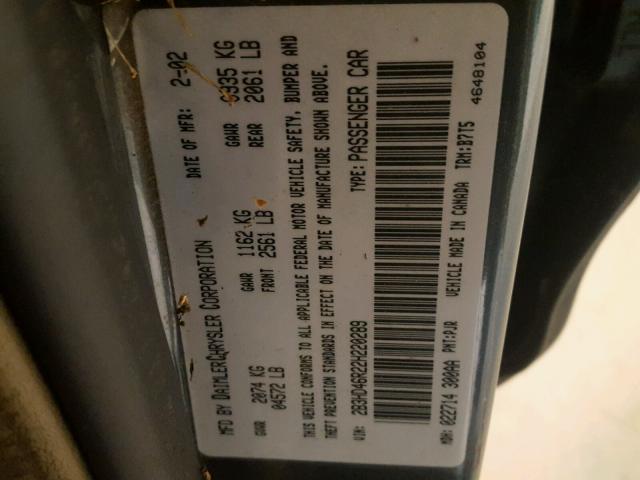 MFD BY DAIMLERCHRYSLER CORPORATION DATE OF MFR: 2-02
GVWR 2074 KG GAWR 1162 KG GAWR KG
04572 LB FRONT 2561 LB REAR 2061 LB
THIS VEHICLE CONFORMS TO ALL APPLICABLE FEDERAL MOTOR VEHICLE SAFETY, BUMPER AND
THEFT PREVENTION STANDARDS IN EFFECT ON THE DATE OF MANUFACTURE SHOWN ABOVE.
VIN: 2B3HD46R22H220289 TYPE: PASSENGER CAR
MDH: 022714 300AA PNT: PJR VEHICLE MADE IN CANADA TRM: B7T5
4648104